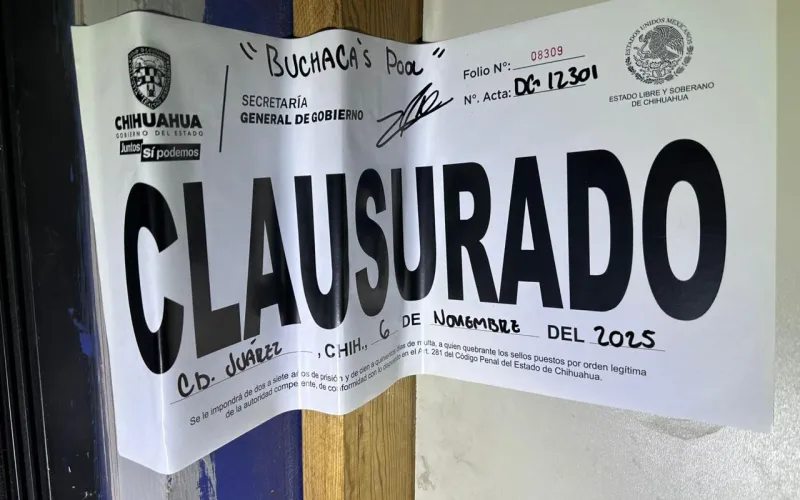 "BUCHACA'S Pool"
Folio Nº: 08309
Nº. Acta: DG 12301
CHIHUAHUA
GOBIERNO DEL ESTADO
Juntos
Sí podemos
SECRETARÍA
GENERAL DE GOBIERNO
ESTADOS UNIDOS MEXICANOS
ESTADO LIBRE Y SOBERANO
DE CHIHUAHUA
CLAUSURADO
CD. JUÁREZ, CHIH., 6 DE NOVIEMBRE DEL 2025
Se le impondrá de dos a siete años de prisión y de cien a quinientos días de multa, a quien quebrante los sellos puestos por orden legítima
de la autoridad competente, de conformidad con lo dispuesto en el Art. 281 del Código Penal del Estado de Chihuahua.